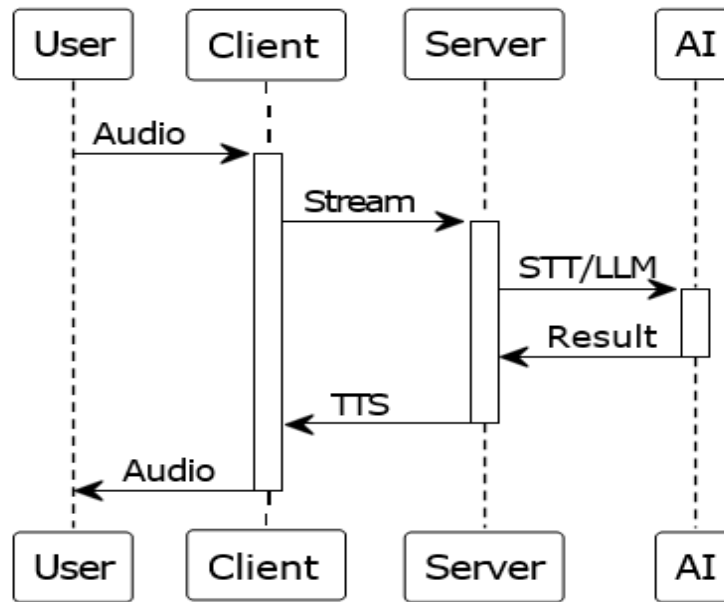 User Client Server AI
Audio
Stream
STT/LLM
Result
TTS
Audio
User Client Server AI